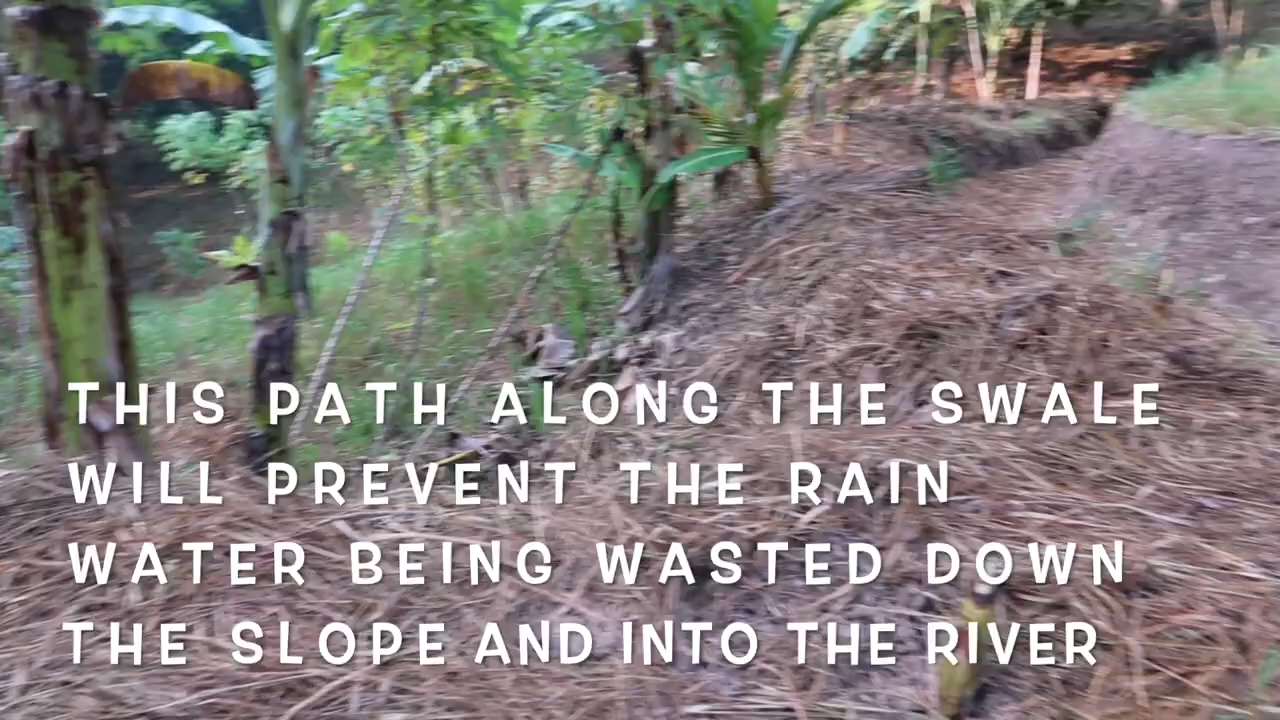 THIS PATH ALONG THE SWALE
WILL PREVENT THE RAIN
WATER BEING WASTED DOWN
THE SLOPE AND INTO THE RIVER